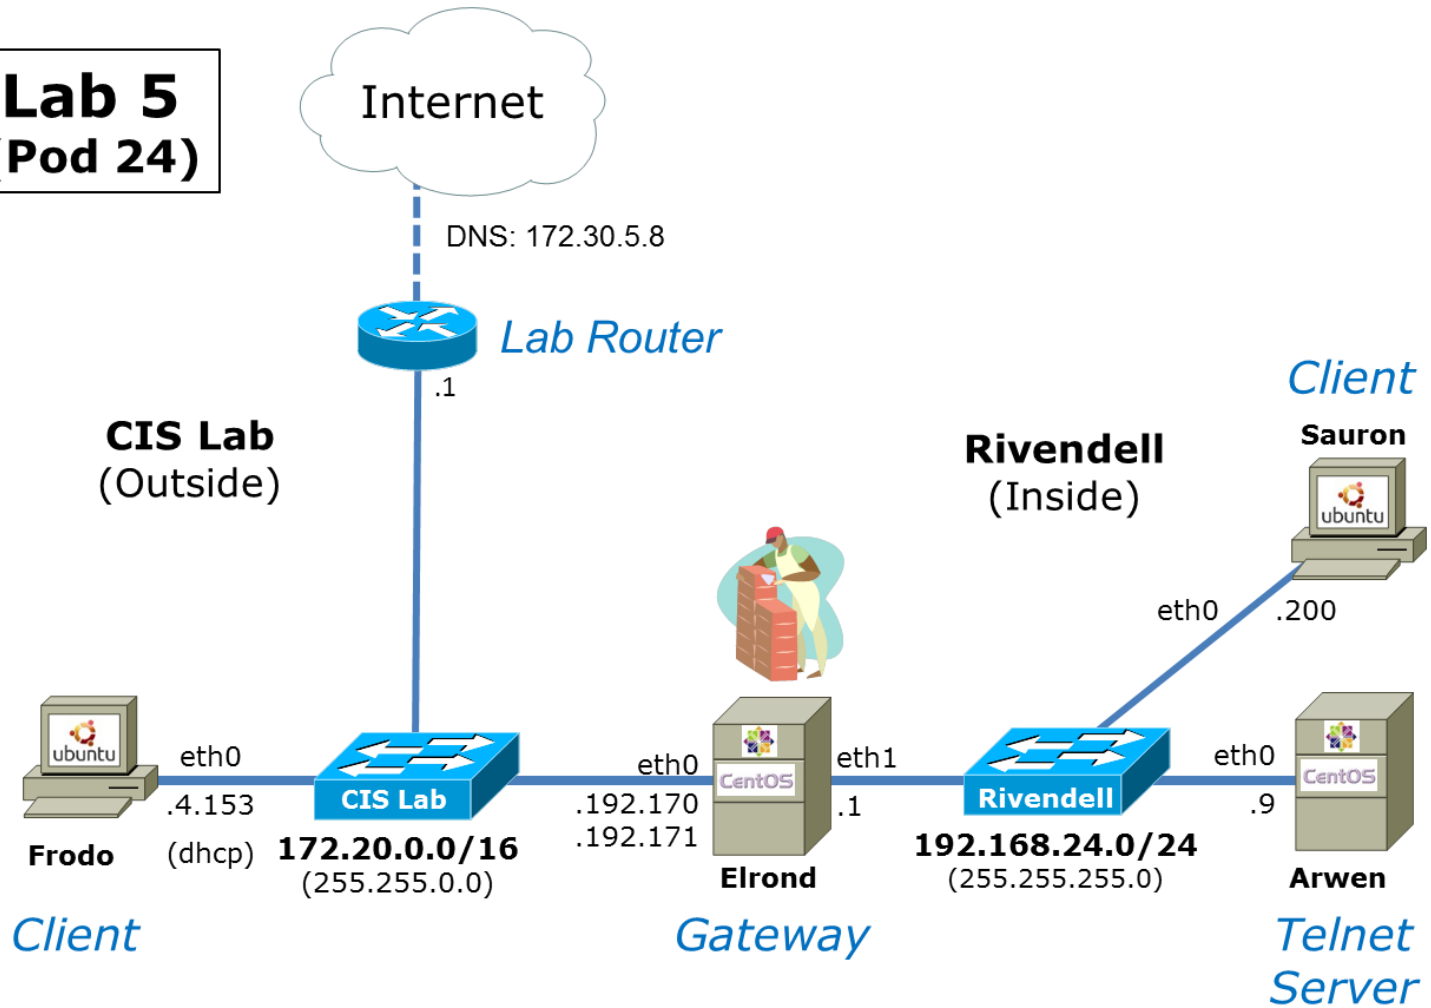 Lab 5
(Pod 24)
Internet
DNS: 172.30.5.8
Lab Router
.1
CIS Lab
(Outside)
Rivendell
(Inside)
Client
Sauron
ubuntu
eth0
.200
ubuntu
eth0
.4.153
(dhcp)
Frodo
Client
CIS Lab
172.20.0.0/16
(255.255.0.0)
eth0
.192.170
.192.171
CentOS
Elrond
Gateway
eth1
.1
Rivendell
192.168.24.0/24
(255.255.255.0)
eth0
.9
CentOS
Arwen
Telnet
Server